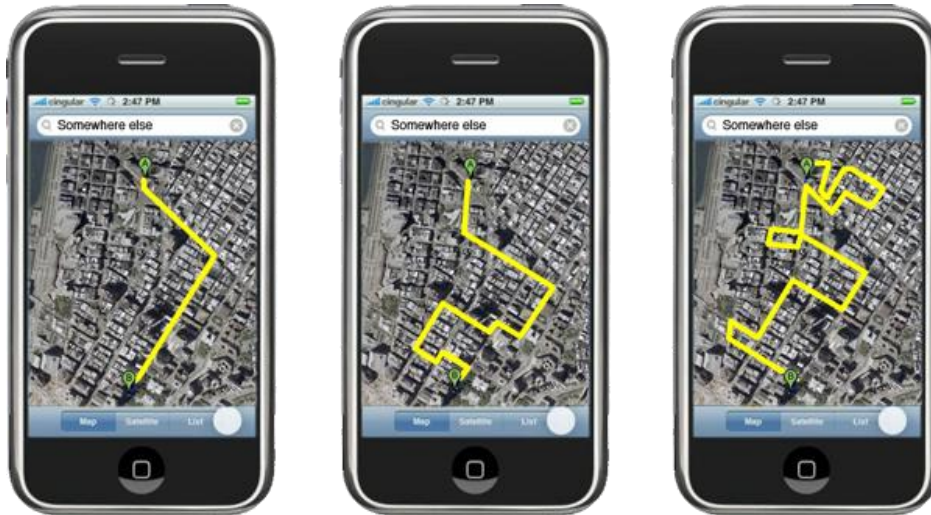 cingular 2:47 PM
Somewhere else
A
B
Map Satellite List
cingular 2:47 PM
Somewhere else
A
B
Map Satellite List
cingular 2:47 PM
Somewhere else
A
B
Map Satellite List